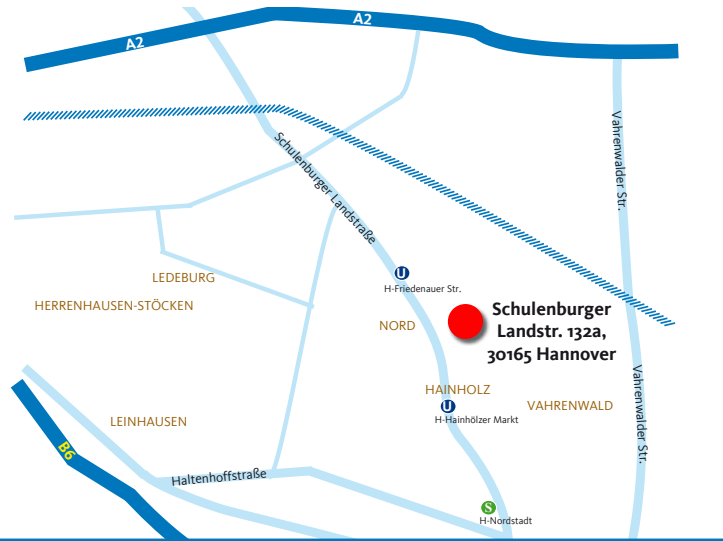 A2
A2
Vahrenwalder Str.
Schulenburger Landstraße
U
H-Friedenauer Str.
LEDEBURG
HERRENHAUSEN-STÖCKEN
NORD
Schulenburger
Landstr. 132a,
30165 Hannover
HAINHOLZ
U
H-Hainhölzer Markt
VAHRENWALD
Vahrenwalder Str.
LEINHAUSEN
B6
Haltenhoffstraße
S
H-Nordstadt